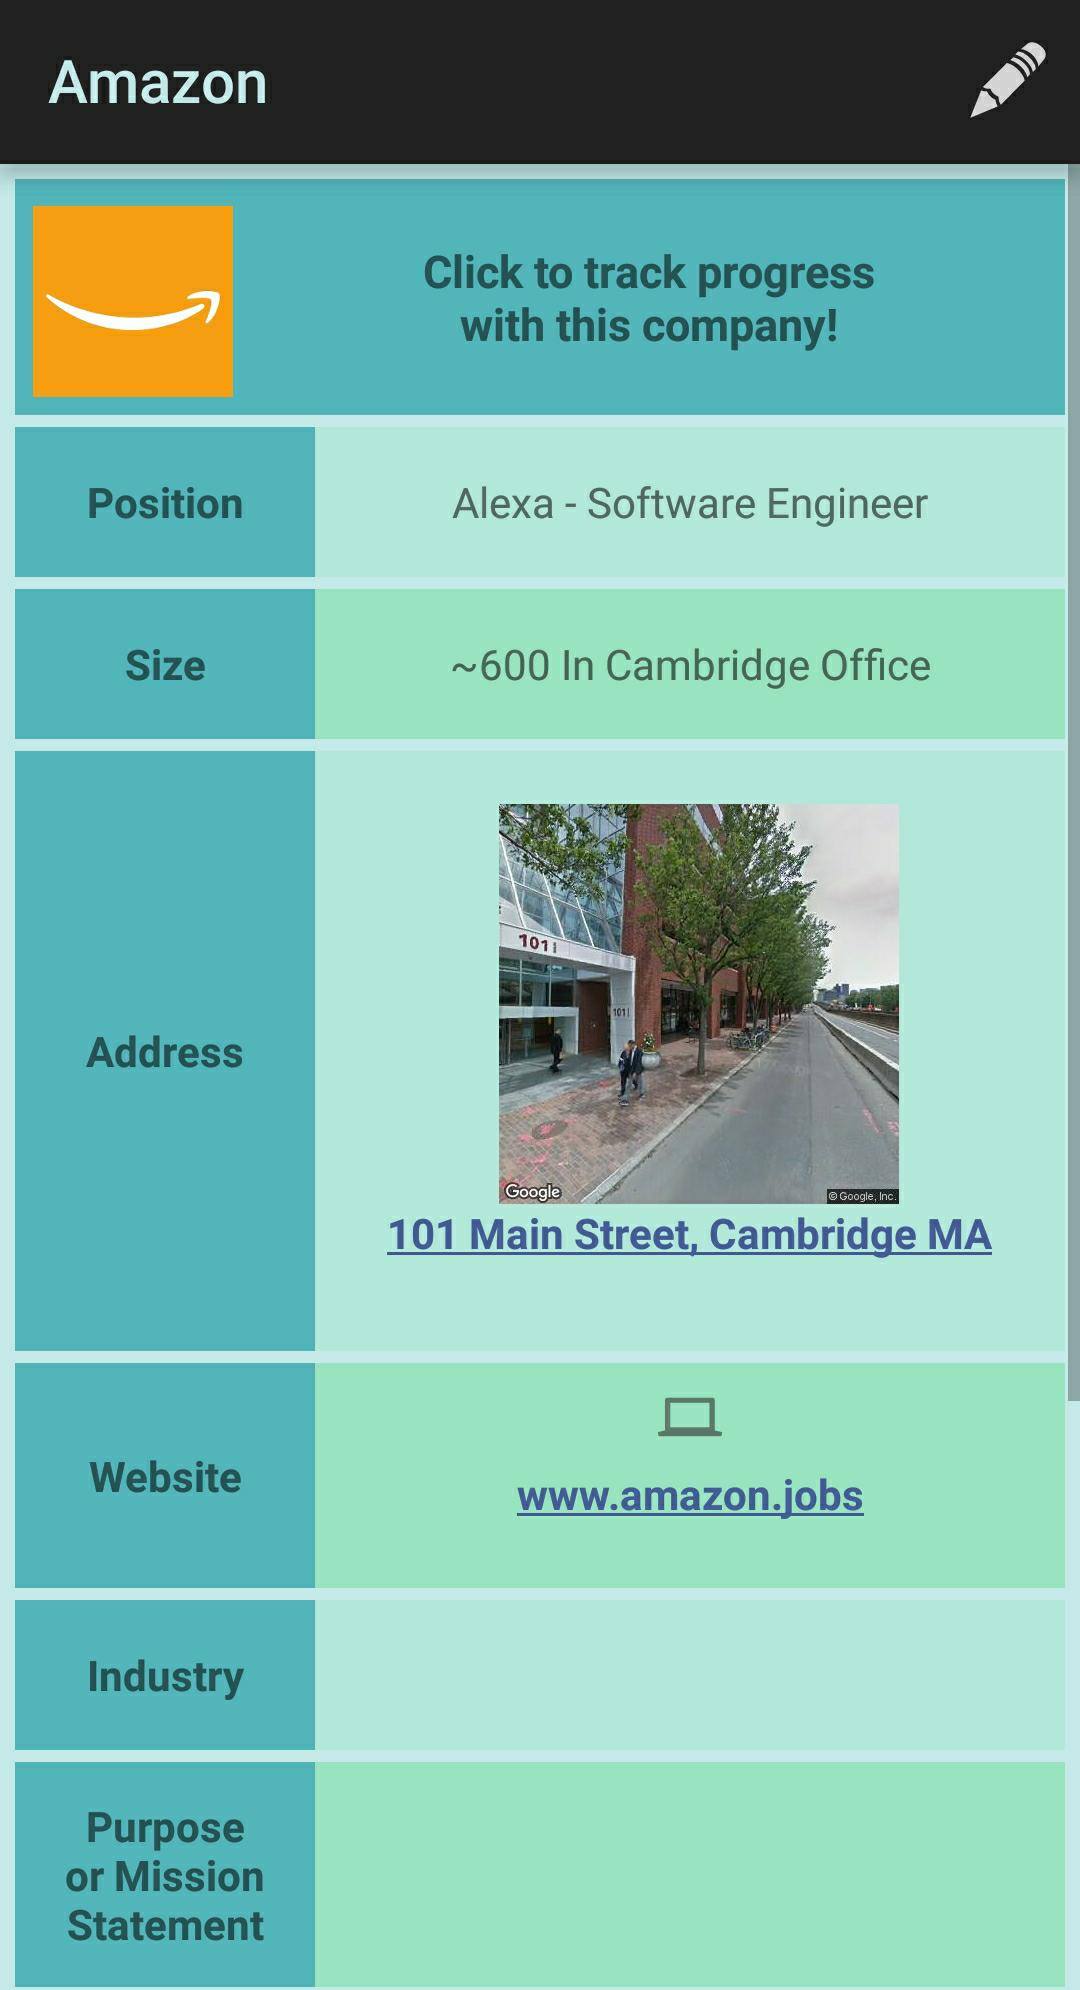 Amazon
Click to track progress
with this company!
Position
Alexa - Software Engineer
Size
~600 In Cambridge Office
Address
101
101
Google
© Google, Inc.
101 Main Street, Cambridge MA
Website
www.amazon.jobs
Industry
Purpose
or Mission
Statement